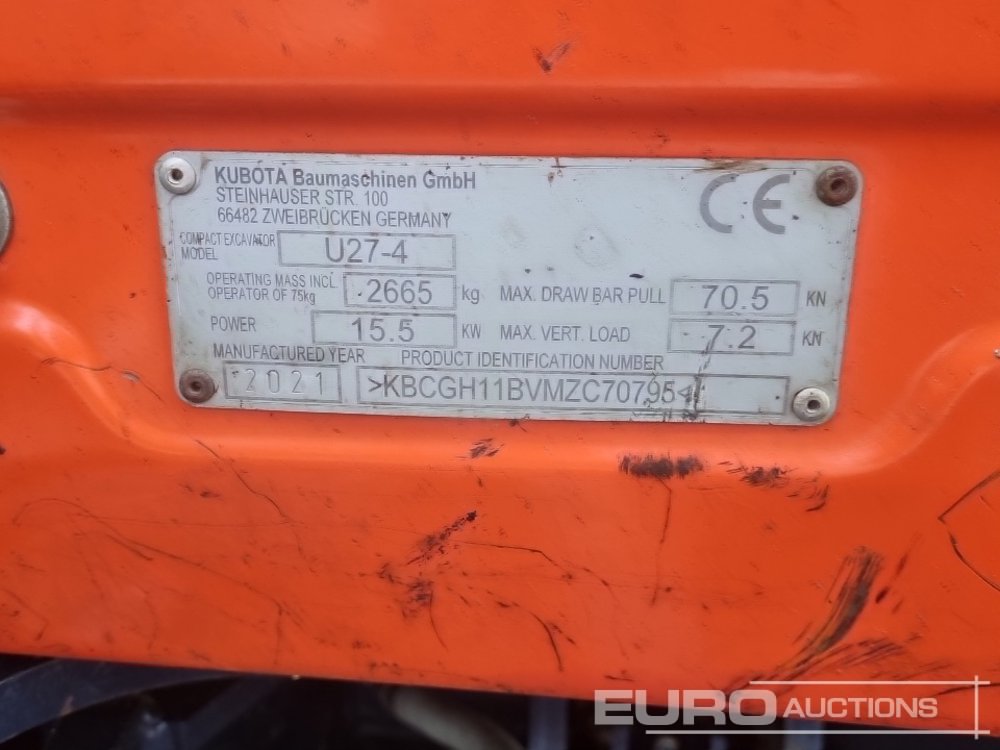 KUBOTA Baumaschinen GmbH
STEINHAUSER STR. 100
66482 ZWEIBRÜCKEN GERMANY
CE
COMPACT EXCAVATOR MODEL U27-4
OPERATING MASS INCL. OPERATOR OF 75kg 2665 kg MAX. DRAW BAR PULL 70.5 KN
POWER 15.5 KW MAX. VERT. LOAD 7.2 KN
MANUFACTURED YEAR PRODUCT IDENTIFICATION NUMBER
2021 >KBCGH11BVMZC70795<
EURO AUCTIONS